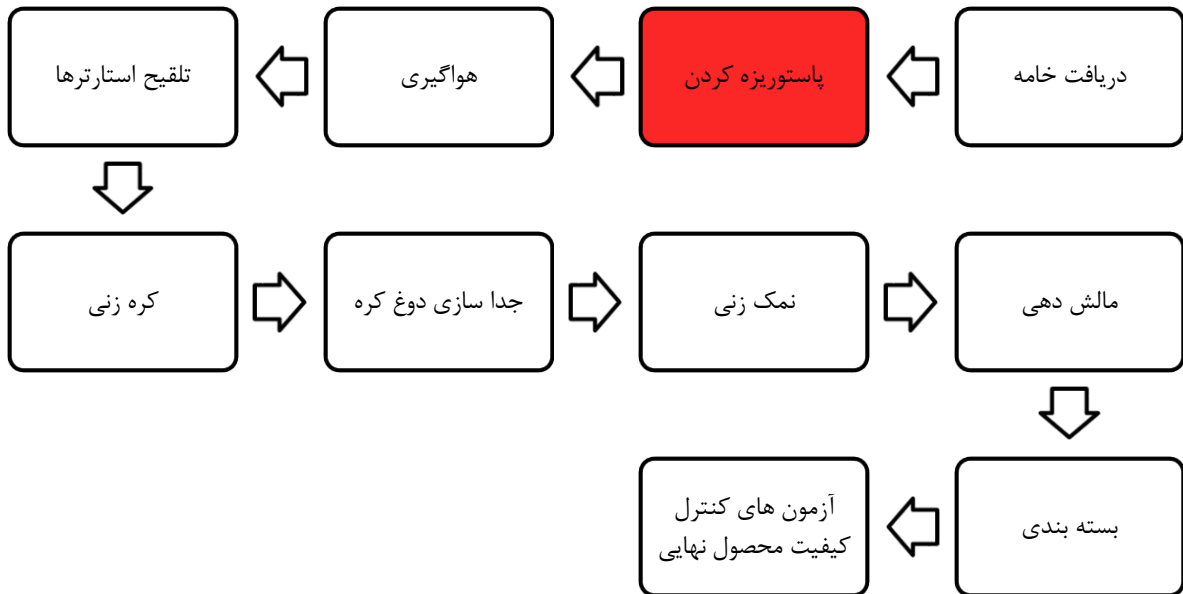 دریافت خامه
پاستوریزه کردن
هواگیری
تلقیح استارترها
کره زنی
جدا سازی دوغ کره
نمک زنی
مالش دهی
بسته بندی
آزمون های کنترل
کیفیت محصول نهایی